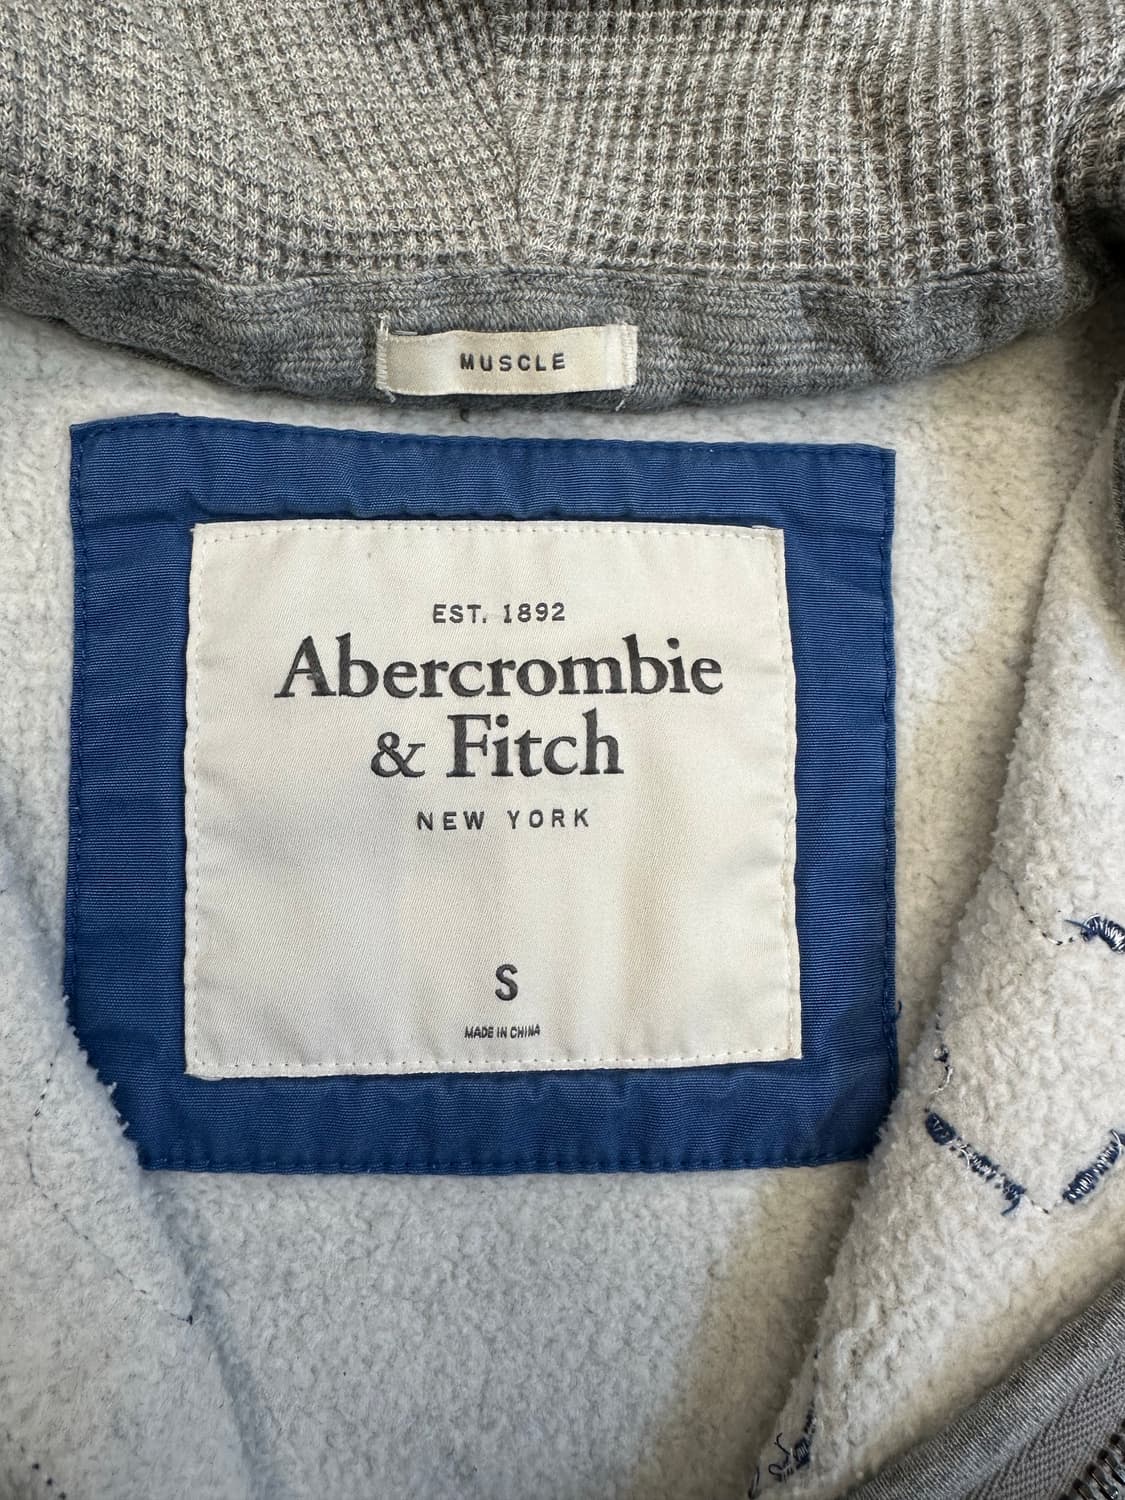 MUSCLE
EST. 1892
Abercrombie
& Fitch
NEW YORK
S
MADE IN CHINA